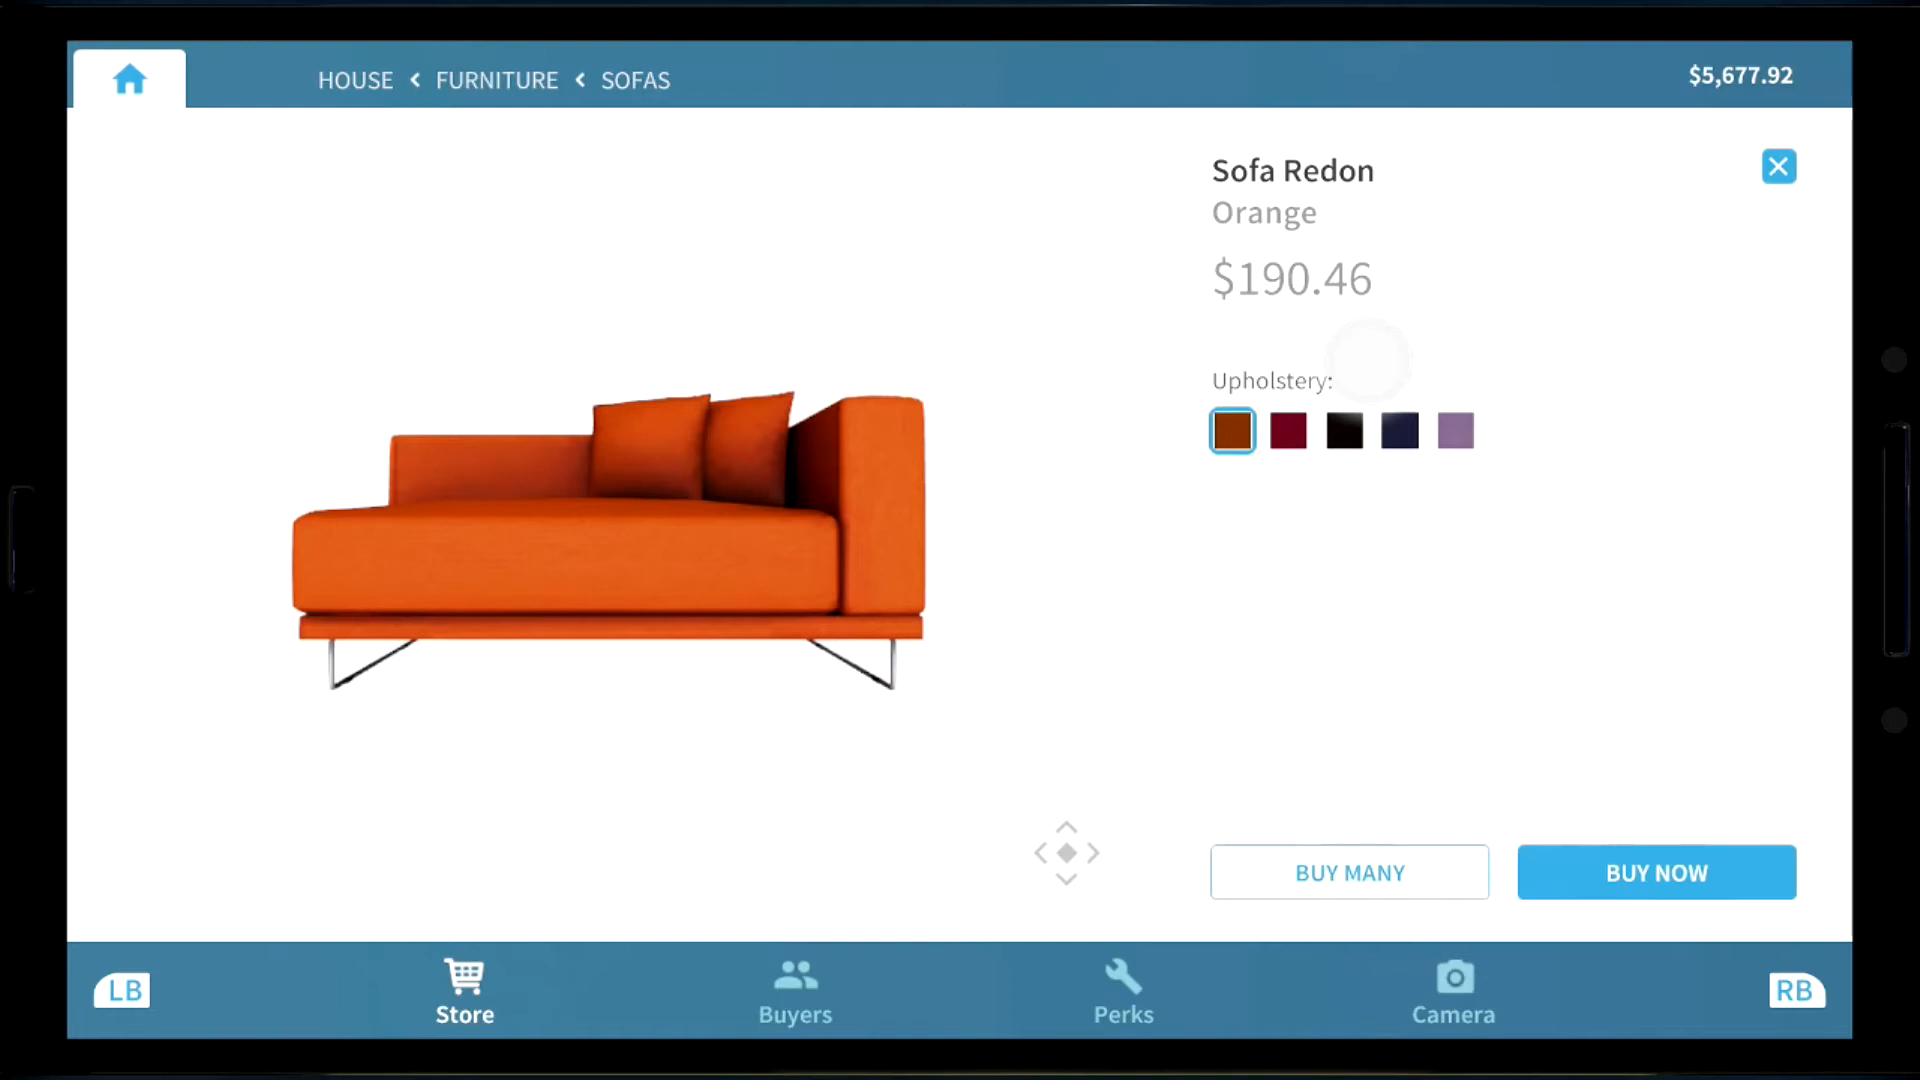 HOUSE < FURNITURE < SOFAS
$5,677.92
Sofa Redon
Orange
$190.46
Upholstery:
BUY MANY
BUY NOW
LB
Store
Buyers
Perks
Camera
RB